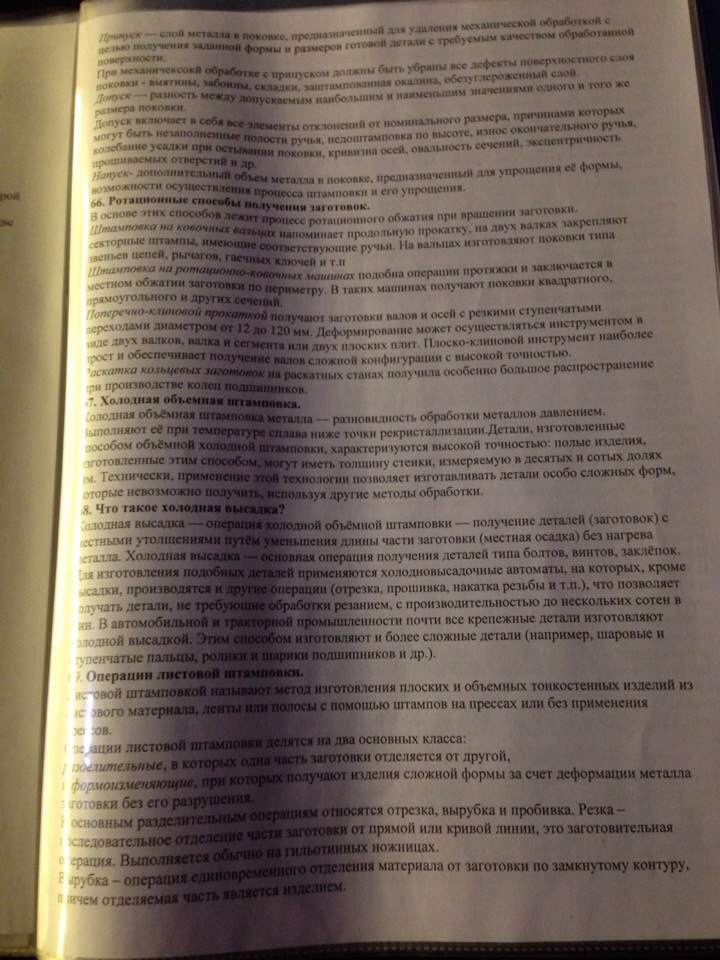 рой
две
Припуск — слой металла в поковке, предназначенный для удаления механической обработкой с
целью получения заданной формы и размеров готовой детали с требуемым качеством обработанной
поверхности.
При механичексокй обработке с припуском должны быть убраны все дефекты поверхностного слоя
поковки - вмятины, забоины, складки, заштампованная окалина, обезуглероженный слой.
Допуск — разность между допускаемым наибольшим и наименьшим значениями одного и того же
размера поковки.
Допуск включает в себя все элементы отклонений от номинального размера, причинами которых
могут быть незаполненные полости ручья, недоштамповка по высоте, износ окончательного ручья,
колебание усадки при остывании поковки, кривизна осей, овальность сечений, эксцентричность
прошиваемых отверстий и др.
Напуск- дополнительный объем металла в поковке, предназначенный для упрощения её формы,
возможности осуществления процесса штамповки и его упрощения.
66. Ротационные способы получения заготовок.
В основе этих способов лежит процесс ротационного обжатия при вращении заготовки.
Штамповка на ковочных вальцах напоминает продольную прокатку, на двух валках закрепляют
секторные штампы, имеющие соответствующие ручьи. На вальцах изготовляют поковки типа
звеньев цепей, рычагов, гаечных ключей и т.п
Штамповка на ротационно-ковочных машинах подобна операции протяжки и заключается в
местном обжатии заготовки по периметру. В таких машинах получают поковки квадратного,
прямоугольного и других сечений.
Поперечно-клиновой прокаткой получают заготовки валов и осей с резкими ступенчатыми
переходами диаметром от 12 до 120 мм. Деформирование может осуществляться инструментом в
виде двух валков, валка и сегмента или двух плоских плит. Плоско-клиновой инструмент наиболее
прост и обеспечивает получение валов сложной конфигурации с высокой точностью.
Раскатка кольцевых заготовок на раскатных станах получила особенно большое распространение
при производстве колец подшипников.
67. Холодная объемная штамповка.
Холодная объёмная штамповка металла — разновидность обработки металлов давлением.
Выполняют её при температуре сплава ниже точки рекристаллизации.Детали, изготовленные
способом объёмной холодной штамповки, характеризуются высокой точностью: полые изделия,
изготовленные этим способом, могут иметь толщину стенки, измеряемую в десятых и сотых долях
мм. Технически, применение этой технологии позволяет изготавливать детали особо сложных форм,
которые невозможно получить, используя другие методы обработки.
68. Что такое холодная высадка?
Холодная высадка — операция холодной объёмной штамповки — получение деталей (заготовок) с
местными утолщениями путём уменьшения длины части заготовки (местная осадка) без нагрева
металла. Холодная высадка — основная операция получения деталей типа болтов, винтов, заклёпок.
Для изготовления подобных деталей применяются холодновысадочные автоматы, на которых, кроме
высадки, производятся и другие операции (отрезка, прошивка, накатка резьбы и т.п.), что позволяет
получать детали, не требующие обработки резанием, с производительностью до нескольких сотен в
мин. В автомобильной и тракторной промышленности почти все крепежные детали изготовляют
холодной высадкой. Этим способом изготовляют и более сложные детали (например, шаровые и
ступенчатые пальцы, ролики и шарики подшипников и др.).
69. Операции листовой штамповки.
Листовой штамповкой называют метод изготовления плоских и объемных тонкостенных изделий из
листового материала, ленты или полосы с помощью штампов на прессах или без применения
прессов.
Операции листовой штамповки делятся на два основных класса:
разделительные, в которых одна часть заготовки отделяется от другой,
и формоизменяющие, при которых получают изделия сложной формы за счет деформации металла
заготовки без его разрушения.
К основным разделительным операциям относятся отрезка, вырубка и пробивка. Резка –
последовательное отделение части заготовки от прямой или кривой линии, это заготовительная
операция. Выполняется обычно на гильотинных ножницах.
Вырубка – операция единовременного отделения материала от заготовки по замкнутому контуру,
причем отделяемая часть является изделием.